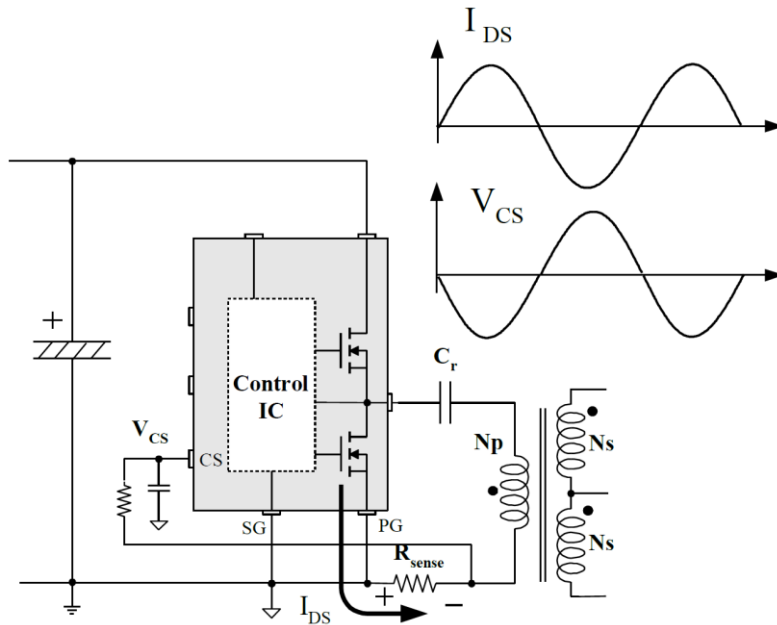 I DS
V CS
+
C r
Control
IC
V CS
CS
Np
Ns
SG
PG
R sense
Ns
+
−
I DS